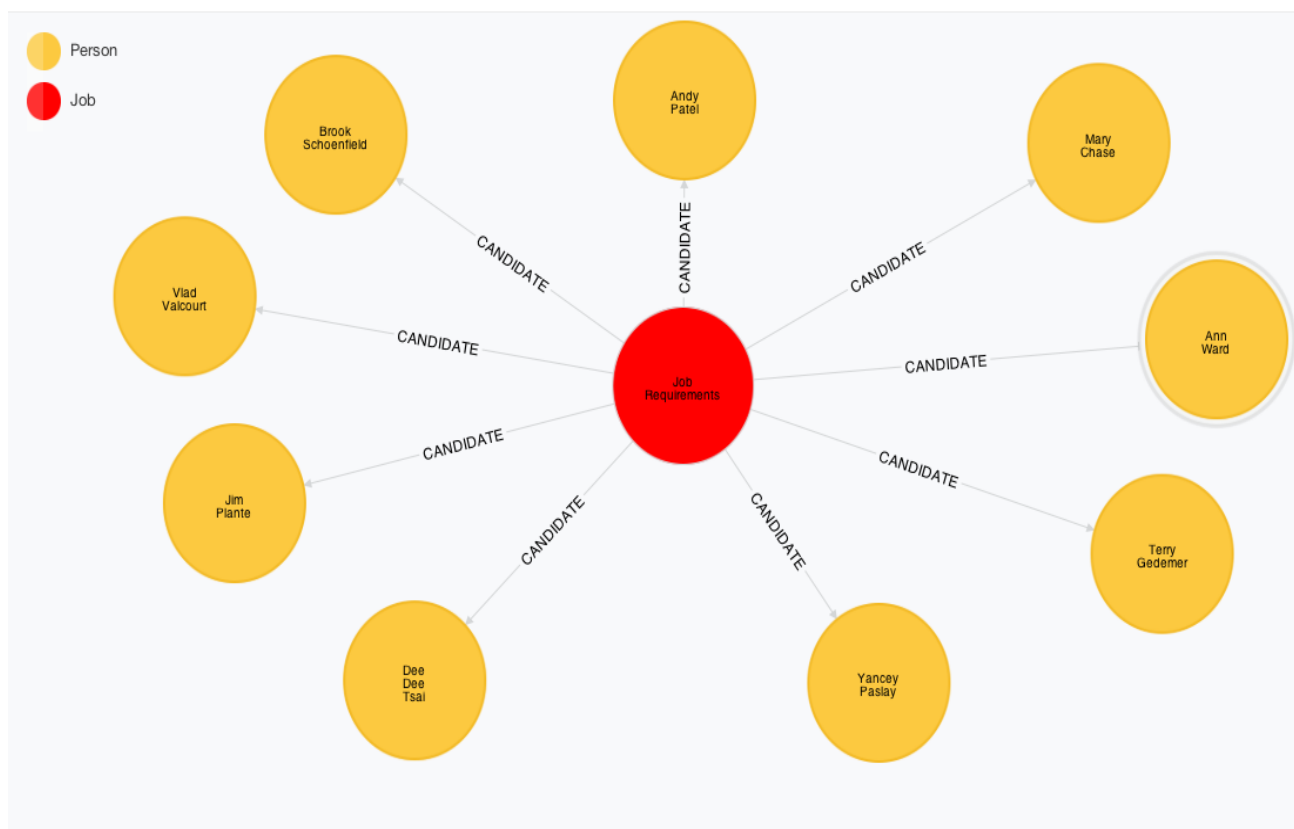 Person
Job
Andy
Patel
Brook
Schoenfield
Mary
Chase
CANDIDATE
CANDIDATE
CANDIDATE
Vlad
Valcourt
CANDIDATE
Ann
Ward
CANDIDATE
Job
Requirements
CANDIDATE
CANDIDATE
Jim
Plante
CANDIDATE
CANDIDATE
Terry
Gedemer
Dee
Dee
Tsai
Yancey
Paslay